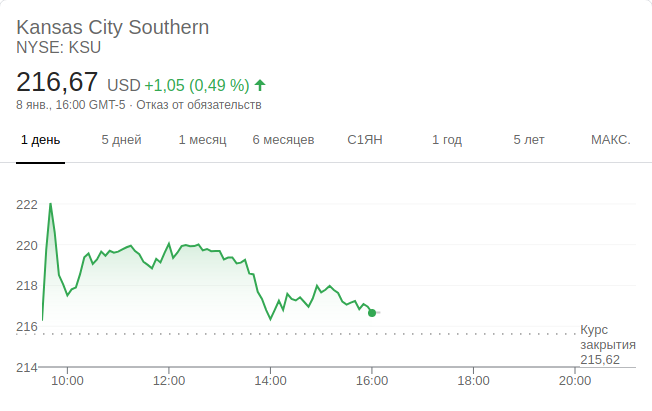 Kansas City Southern
NYSE: KSU
216,67 USD +1,05 (0,49 %)
8 янв., 16:00 GMT-5 · Отказ от обязательств
1 день 5 дней 1 месяц 6 месяцев С1ЯН 1 год 5 лет МАКС.
222
220
218
216
Курс
закрытия
215,62
214
10:00 12:00 14:00 16:00 18:00 20:00